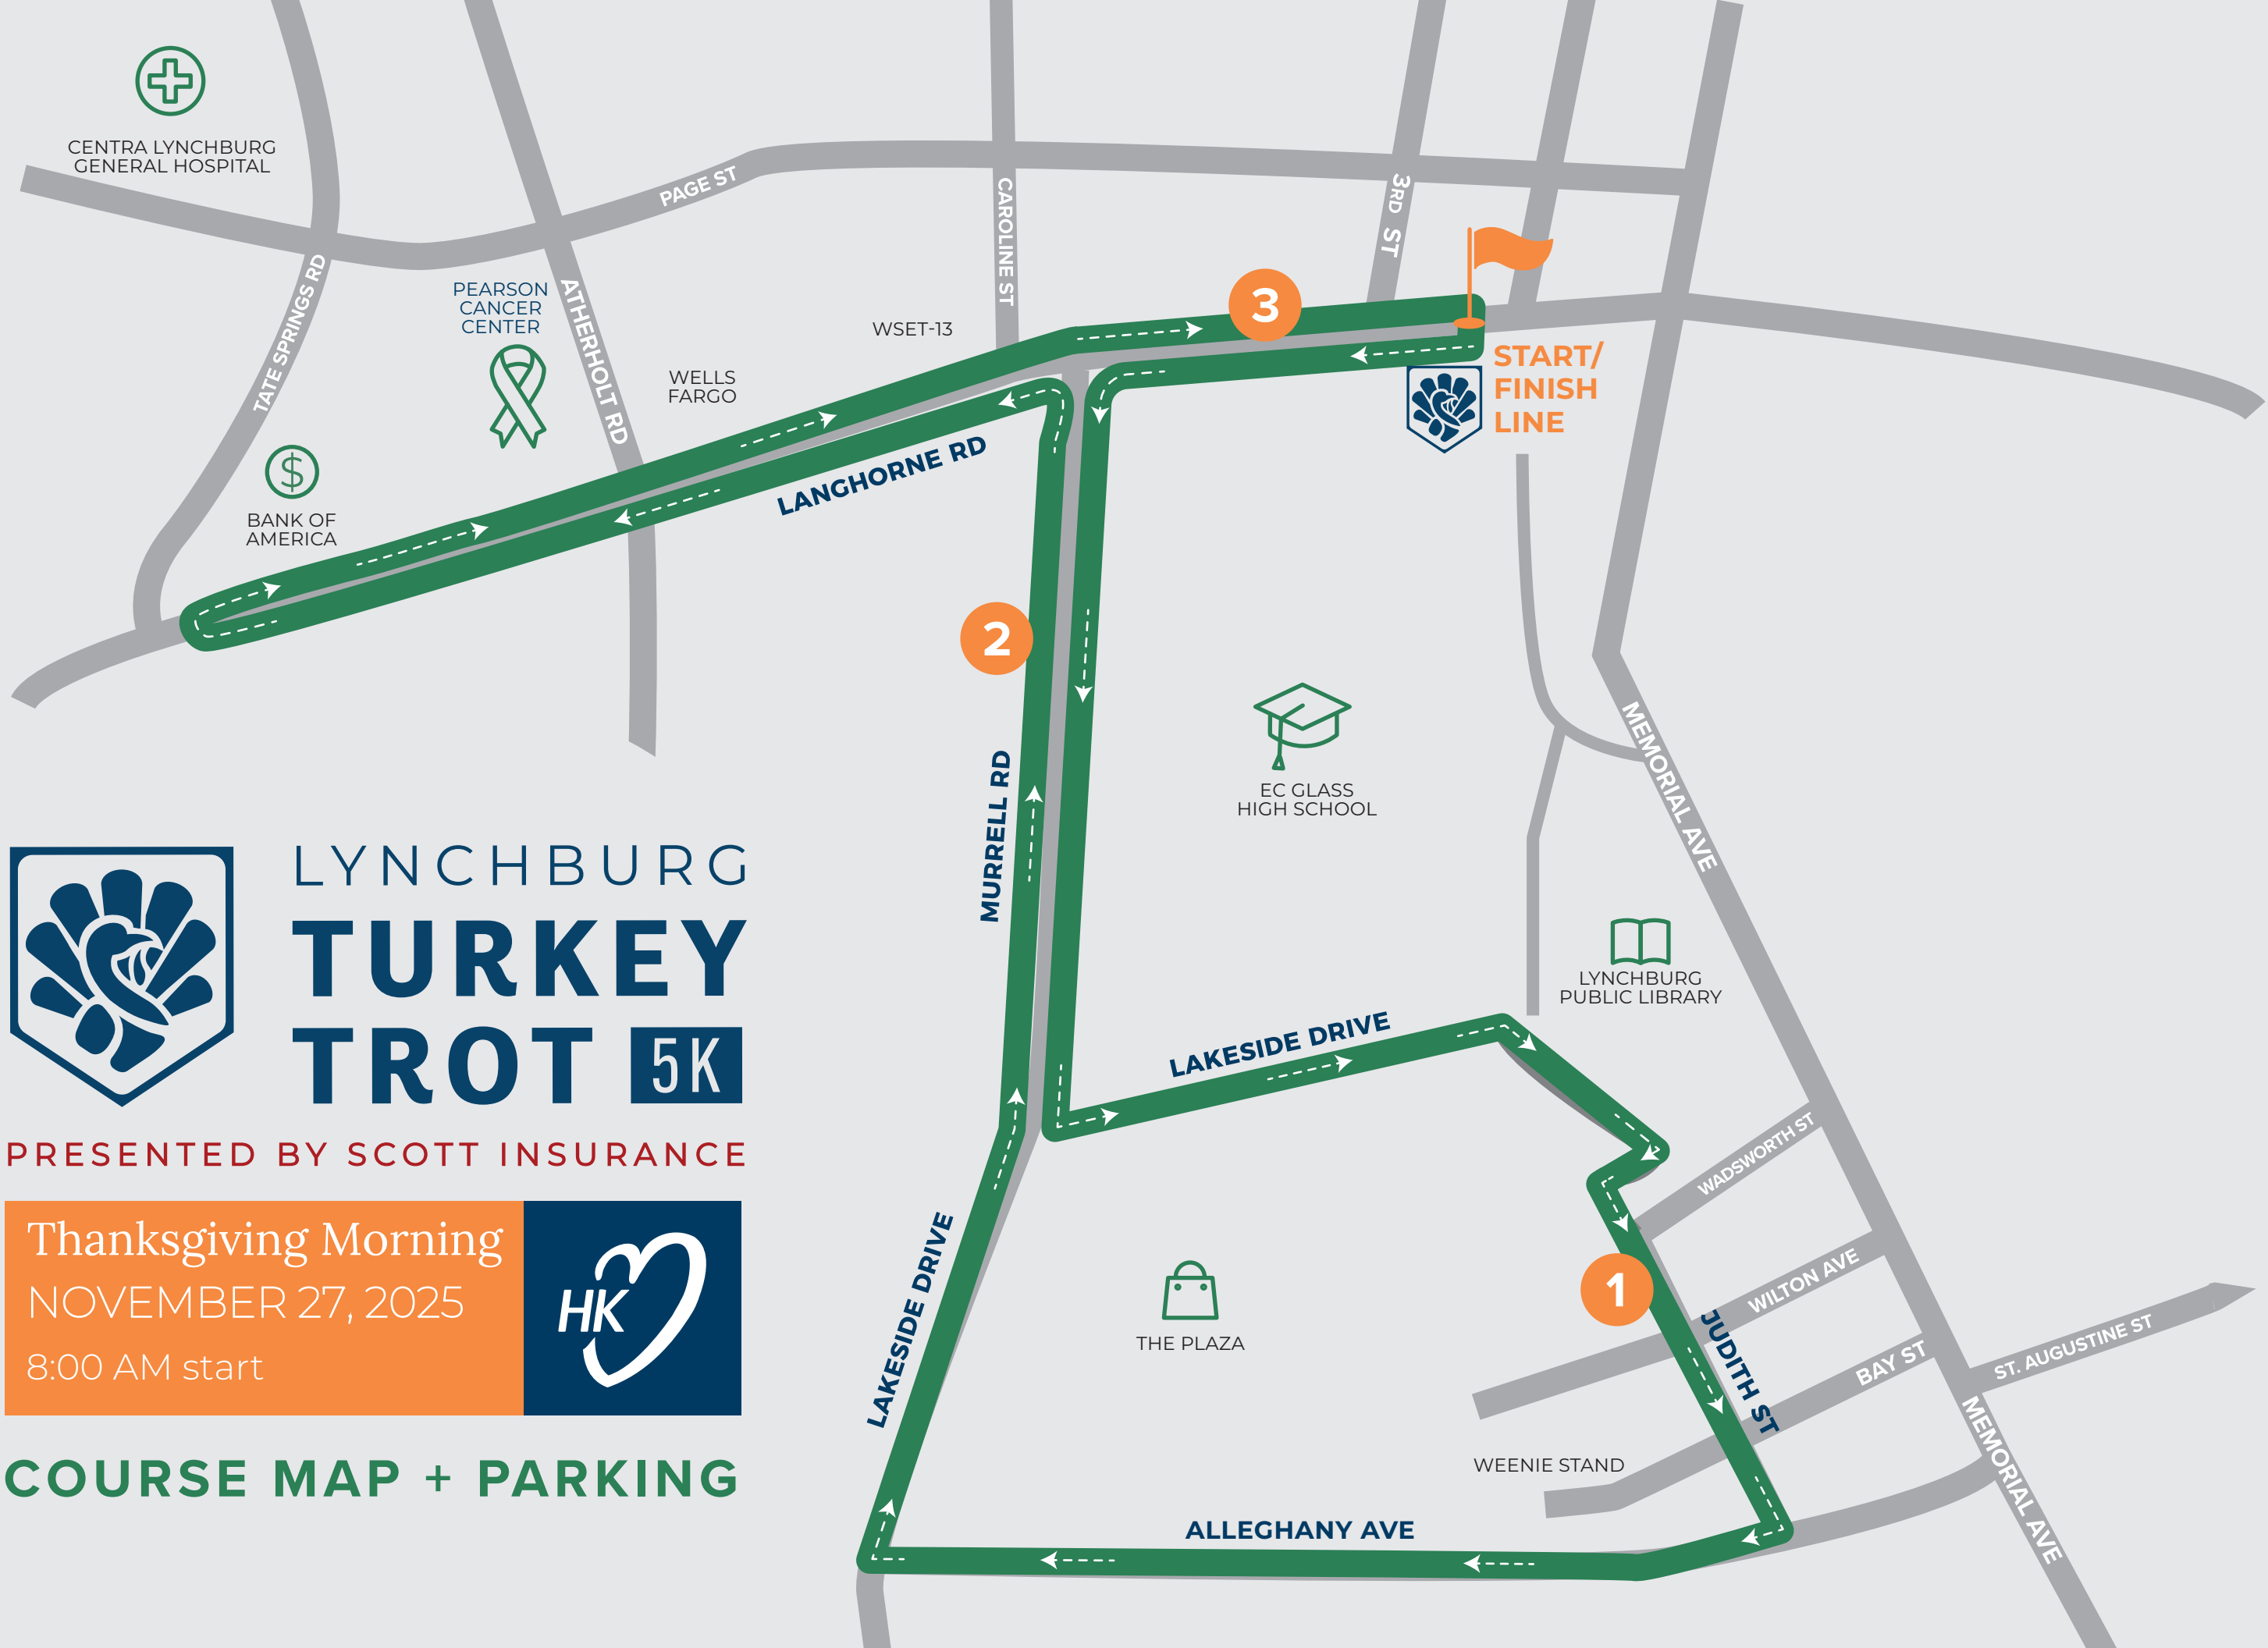 CENTRA LYNCHBURG
GENERAL HOSPITAL
PAGE ST
CAROLINE ST
3RD ST
TATE SPRINGS RD
PEARSON
CANCER
CENTER
ATHERHOLT RD
WSET-13
WELLS
FARGO
3
START/
FINISH
LINE
LANGHORNE RD
$
BANK OF
AMERICA
2
MURRELL RD
EC GLASS
HIGH SCHOOL
MEMORIAL AVE
LYNCHBURG
PUBLIC LIBRARY
LAKESIDE DRIVE
WADSWORTH ST
WILTON AVE
1
JUDITH ST
BAY ST
ST. AUGUSTINE ST
THE PLAZA
LAKESIDE DRIVE
WEENIE STAND
MEMORIAL AVE
ALLEGHANY AVE
LYNCHBURG
TURKEY
TROT 5K
PRESENTED BY SCOTT INSURANCE
Thanksgiving Morning
NOVEMBER 27, 2025
8:00 AM start
HK
COURSE MAP + PARKING